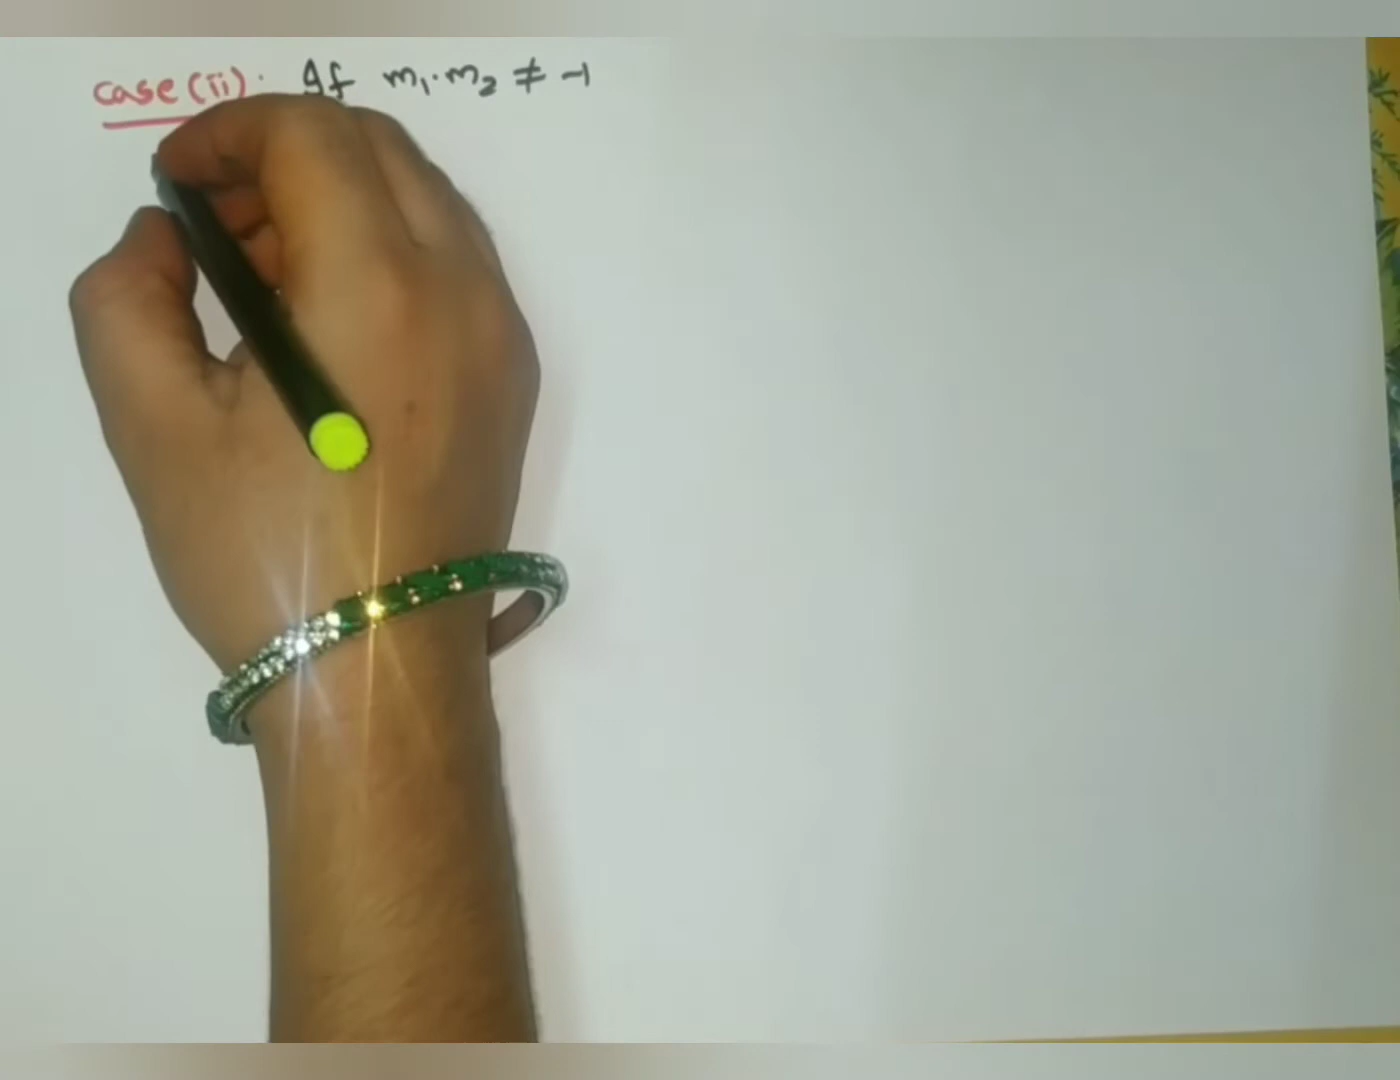 case (ii): If m₁·m₂ ≠ -1